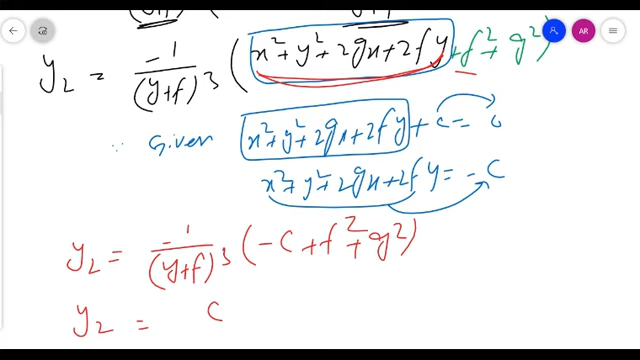 y₂ = -1/(y+f)³ (x²+y²+2gx+2fy+f²+g²)
∵ Given x²+y²+2gx+2fy + c = 0
x²+y²+2gx+2fy = -c
y₂ = -1/(y+f)³ (-c+f²+g²)
y₂ = c
AR